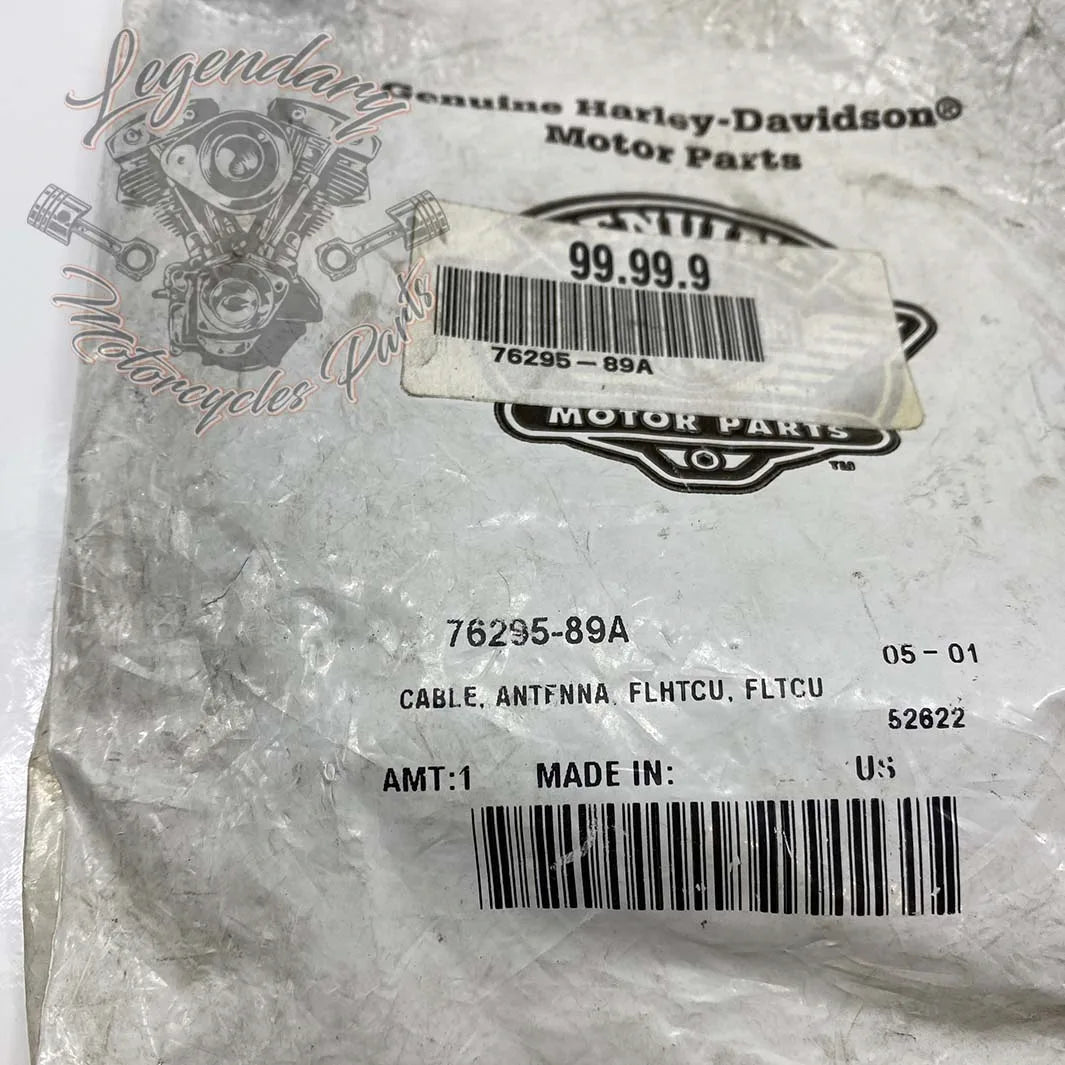 Legendary
Motorcycles Parts
Genuine Harley-Davidson®
Motor Parts
99.99.9
76295-89A
MOTOR PARTS
TM
76295-89A
05-01
CABLE, ANTENNA, FLHTCU, FLTCU
52622
AMT:1 MADE IN: US